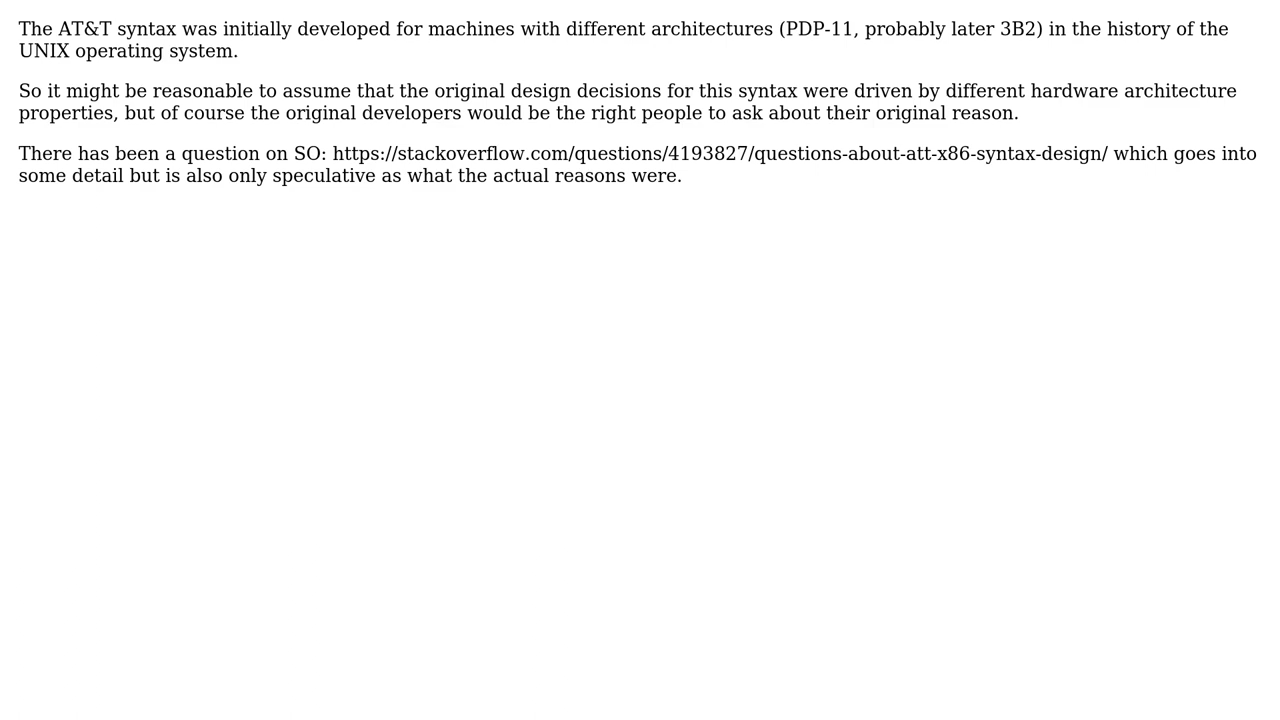 The AT&T syntax was initially developed for machines with different architectures (PDP-11, probably later 3B2) in the history of the
UNIX operating system.
So it might be reasonable to assume that the original design decisions for this syntax were driven by different hardware architecture
properties, but of course the original developers would be the right people to ask about their original reason.
There has been a question on SO: https://stackoverflow.com/questions/4193827/questions-about-att-x86-syntax-design/ which goes into
some detail but is also only speculative as what the actual reasons were.